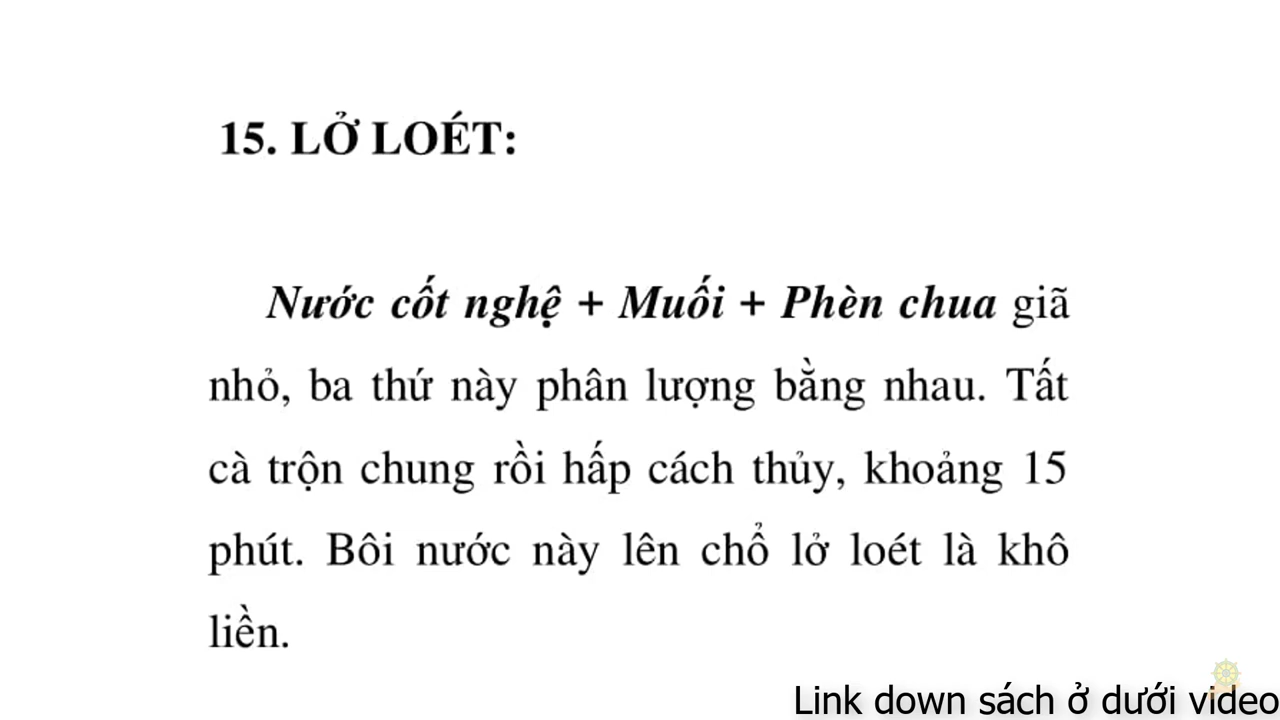 15. LỞ LOÉT:
Nước cốt nghệ + Muối + Phèn chua giã
nhỏ, ba thứ này phân lượng bằng nhau. Tất
cà trộn chung rồi hấp cách thủy, khoảng 15
phút. Bôi nước này lên chổ lở loét là khô
liền.
Link down sách ở dưới video